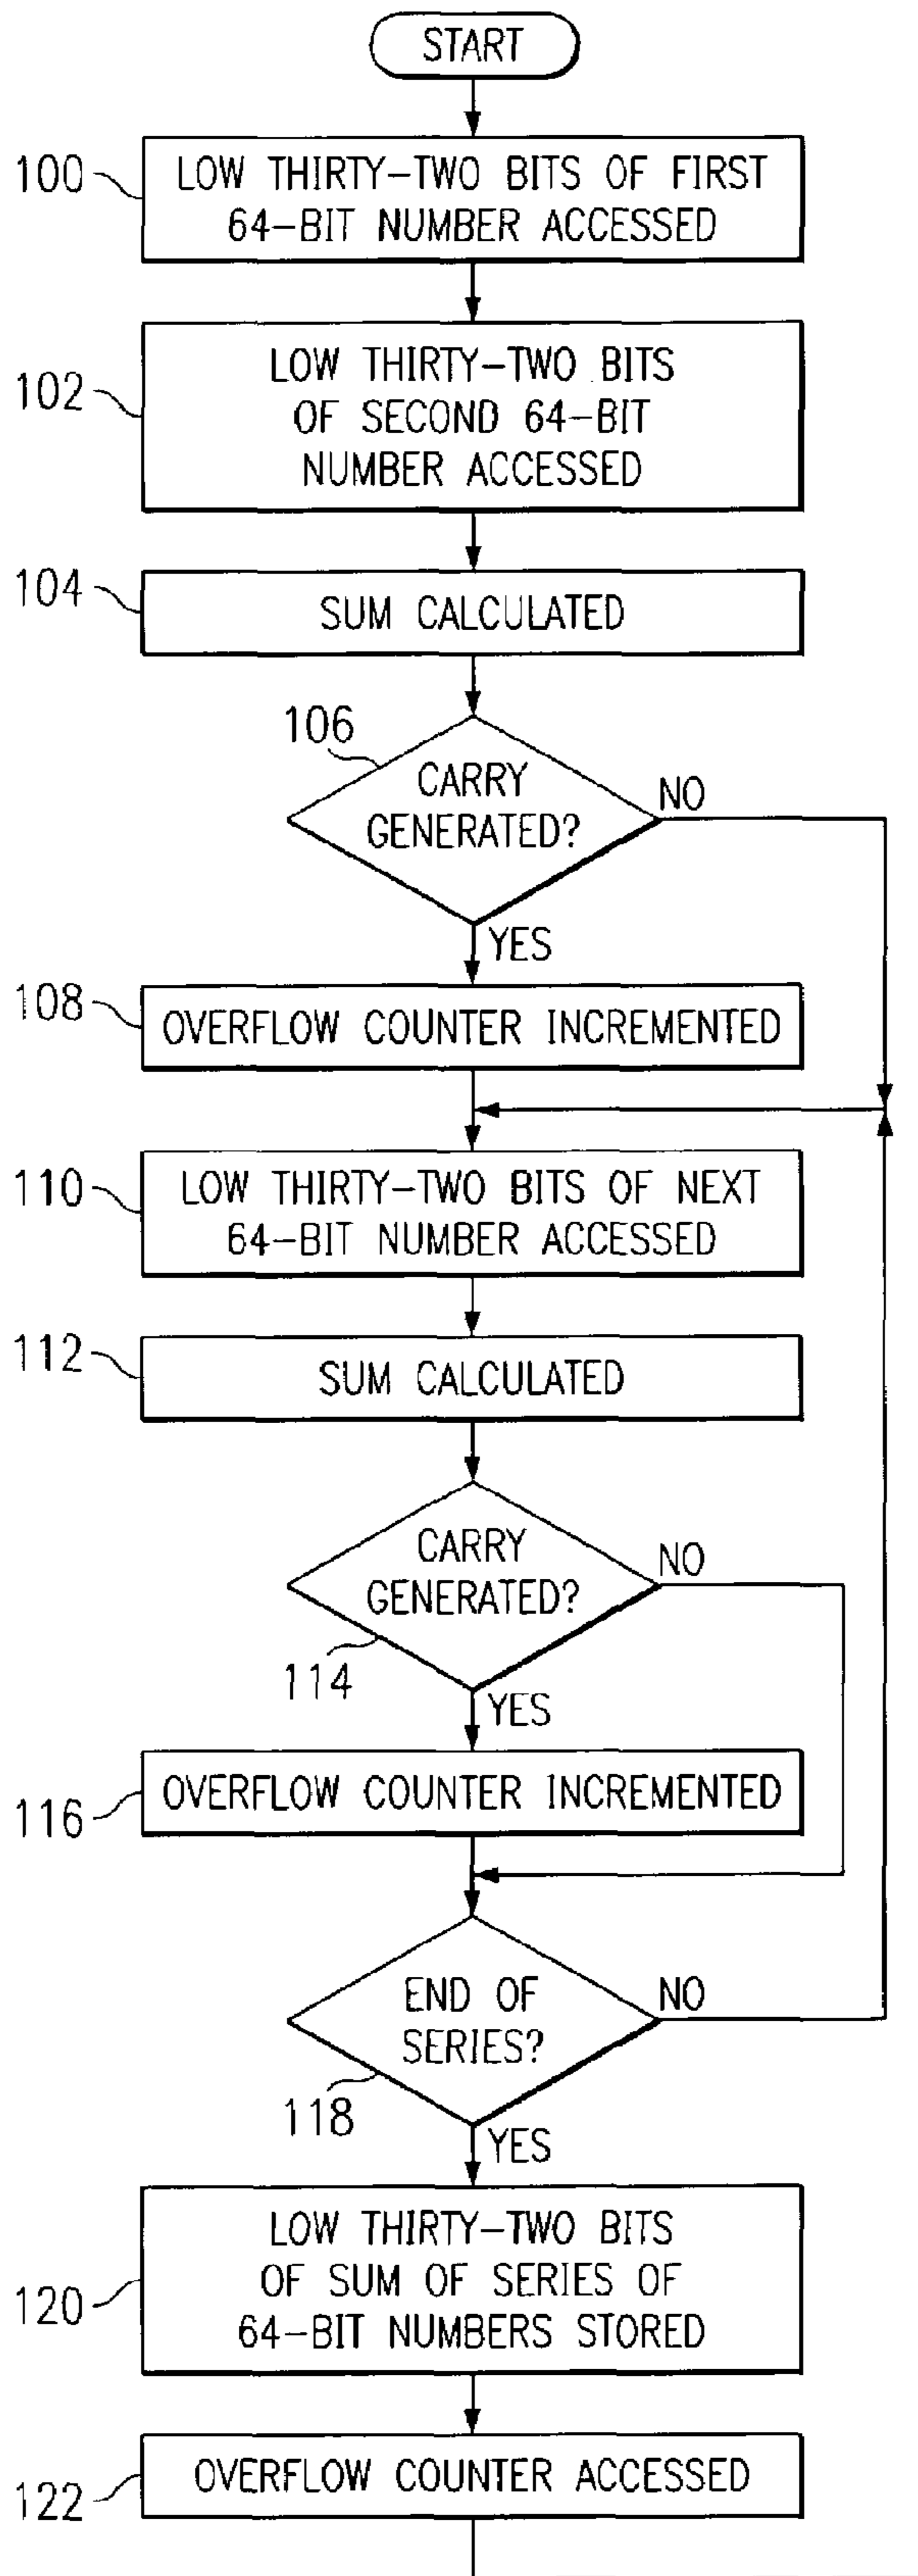 START
100
LOW THIRTY-TWO BITS OF FIRST
64-BIT NUMBER ACCESSED
102
LOW THIRTY-TWO BITS
OF SECOND 64-BIT
NUMBER ACCESSED
104
SUM CALCULATED
106
CARRY
GENERATED?
NO
YES
108
OVERFLOW COUNTER INCREMENTED
110
LOW THIRTY-TWO BITS OF NEXT
64-BIT NUMBER ACCESSED
112
SUM CALCULATED
CARRY
GENERATED?
NO
114
YES
116
OVERFLOW COUNTER INCREMENTED
END OF
SERIES?
NO
118
YES
120
LOW THIRTY-TWO BITS
OF SUM OF SERIES OF
64-BIT NUMBERS STORED
122
OVERFLOW COUNTER ACCESSED